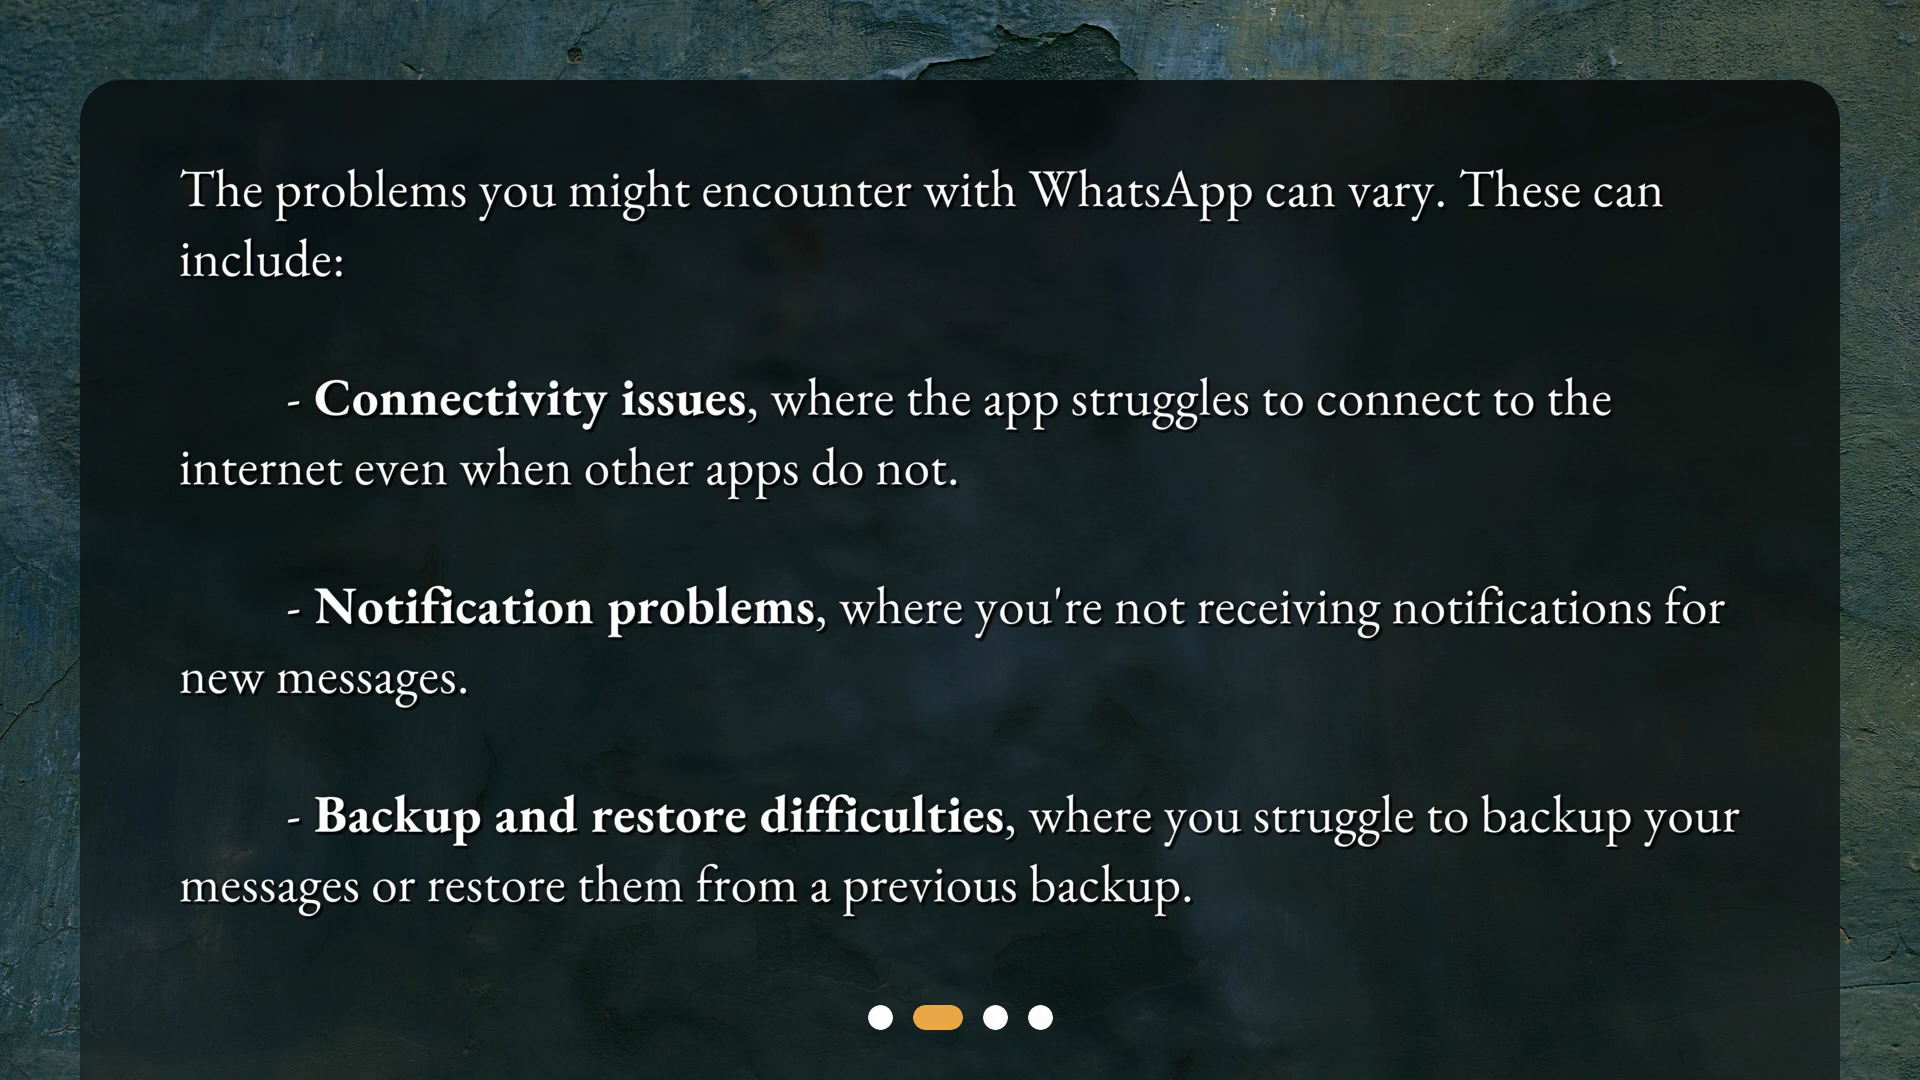 The problems you might encounter with WhatsApp can vary. These can
include:
- Connectivity issues, where the app struggles to connect to the
internet even when other apps do not.
- Notification problems, where you're not receiving notifications for
new messages.
- Backup and restore difficulties, where you struggle to backup your
messages or restore them from a previous backup.